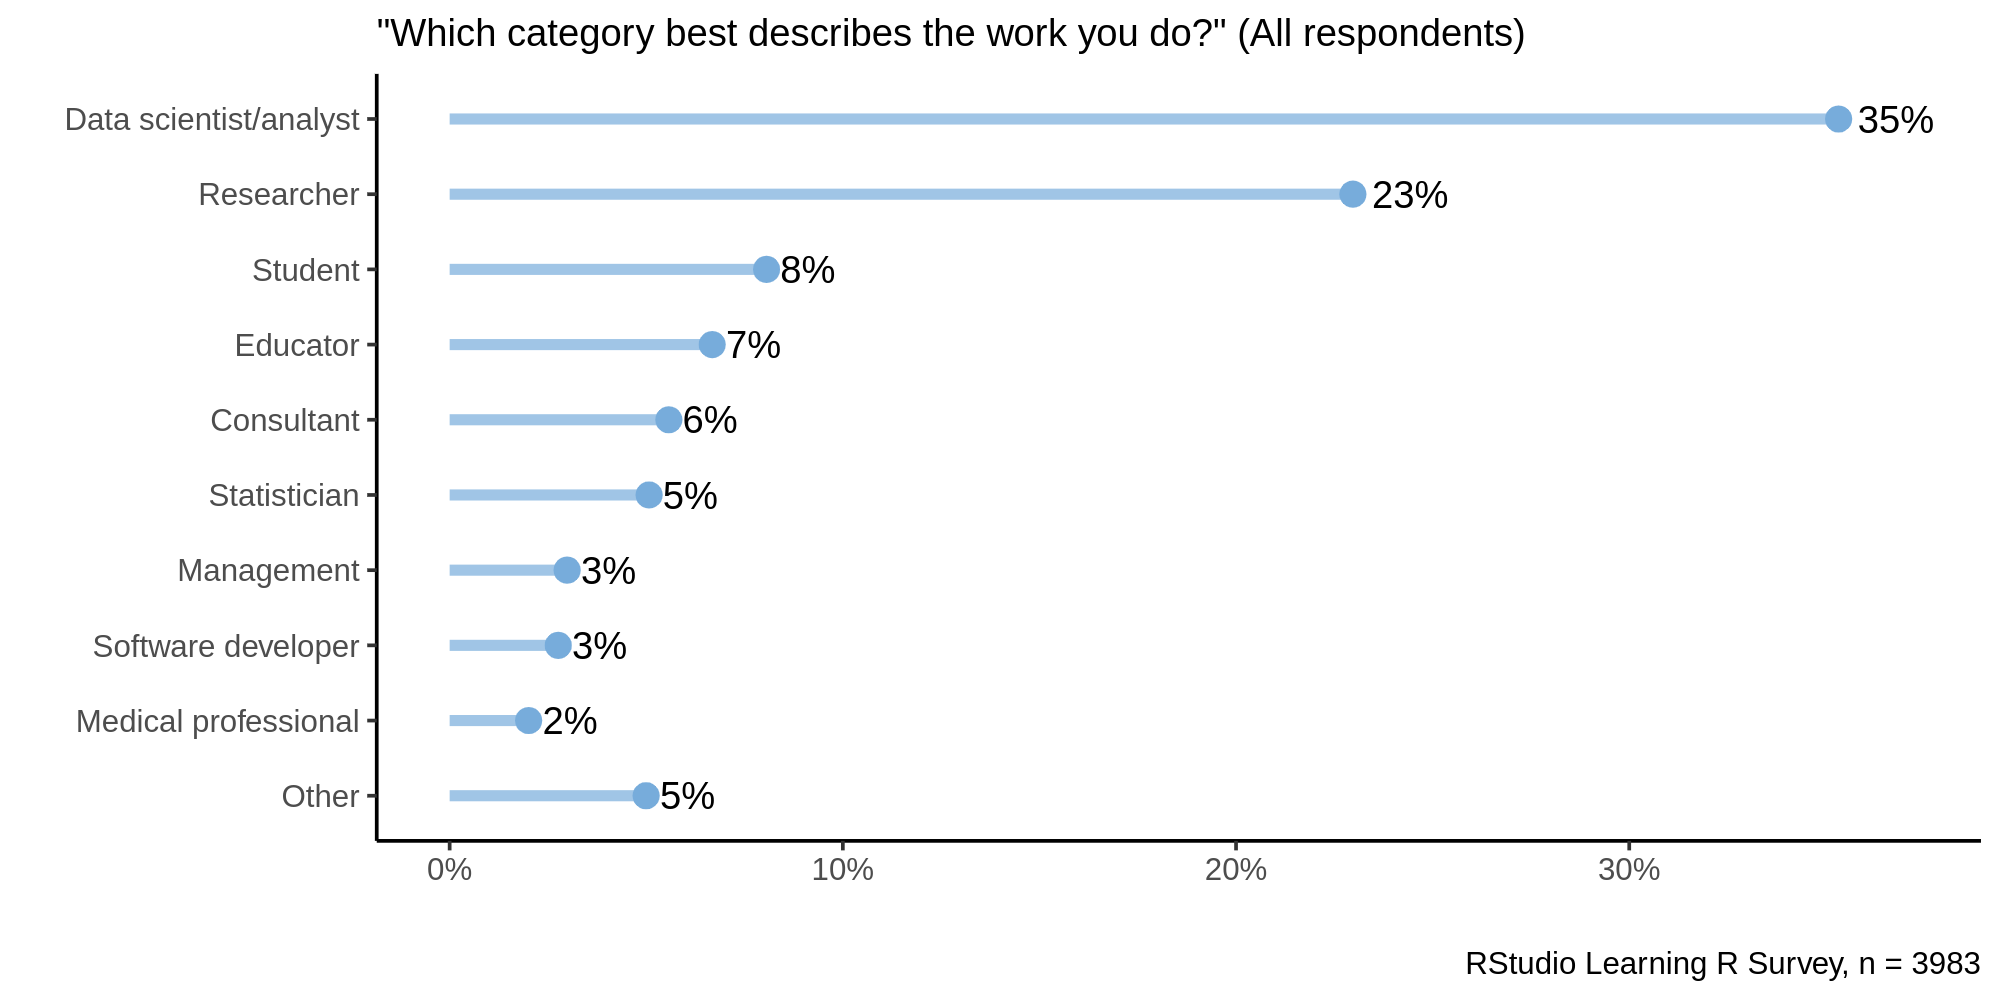 "Which category best describes the work you do?" (All respondents)
Data scientist/analyst 35%
Researcher 23%
Student 8%
Educator 7%
Consultant 6%
Statistician 5%
Management 3%
Software developer 3%
Medical professional 2%
Other 5%
0% 10% 20% 30%
RStudio Learning R Survey, n = 3983